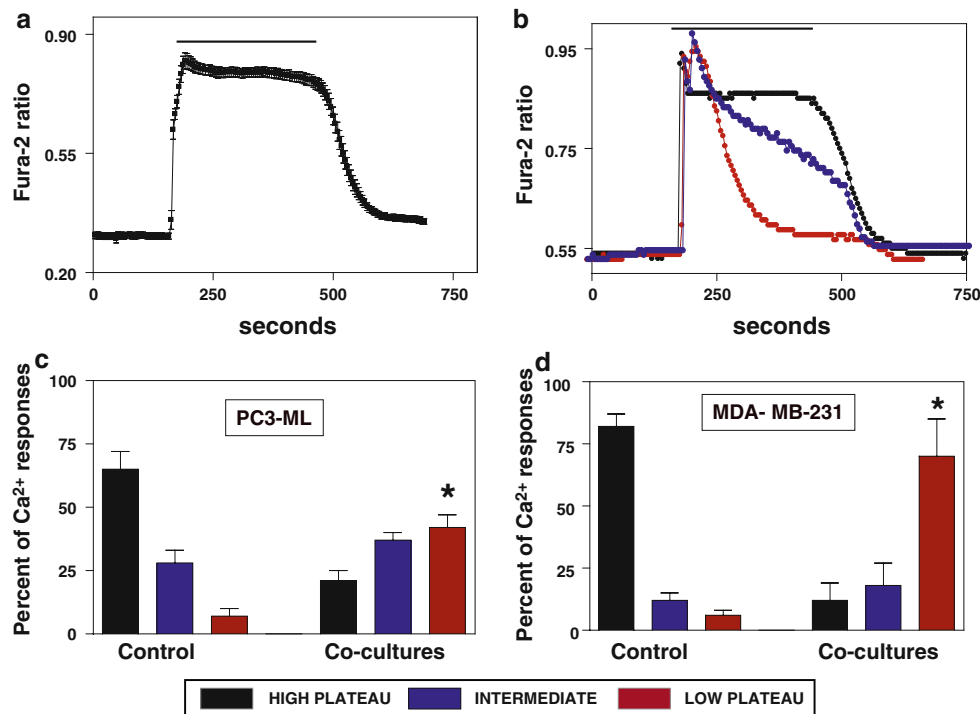 a
0.90
0.55
0.20
Fura-2 ratio
0
250
500
750
seconds
b
0.95
0.75
0.55
Fura-2 ratio
0
250
500
750
seconds
c
100
75
50
25
0
Percent of Ca²⁺ responses
PC3-ML
*
Control
Co-cultures
d
100
75
50
25
0
Percent of Ca²⁺ responses
MDA- MB-231
*
Control
Co-cultures
HIGH PLATEAU
INTERMEDIATE
LOW PLATEAU